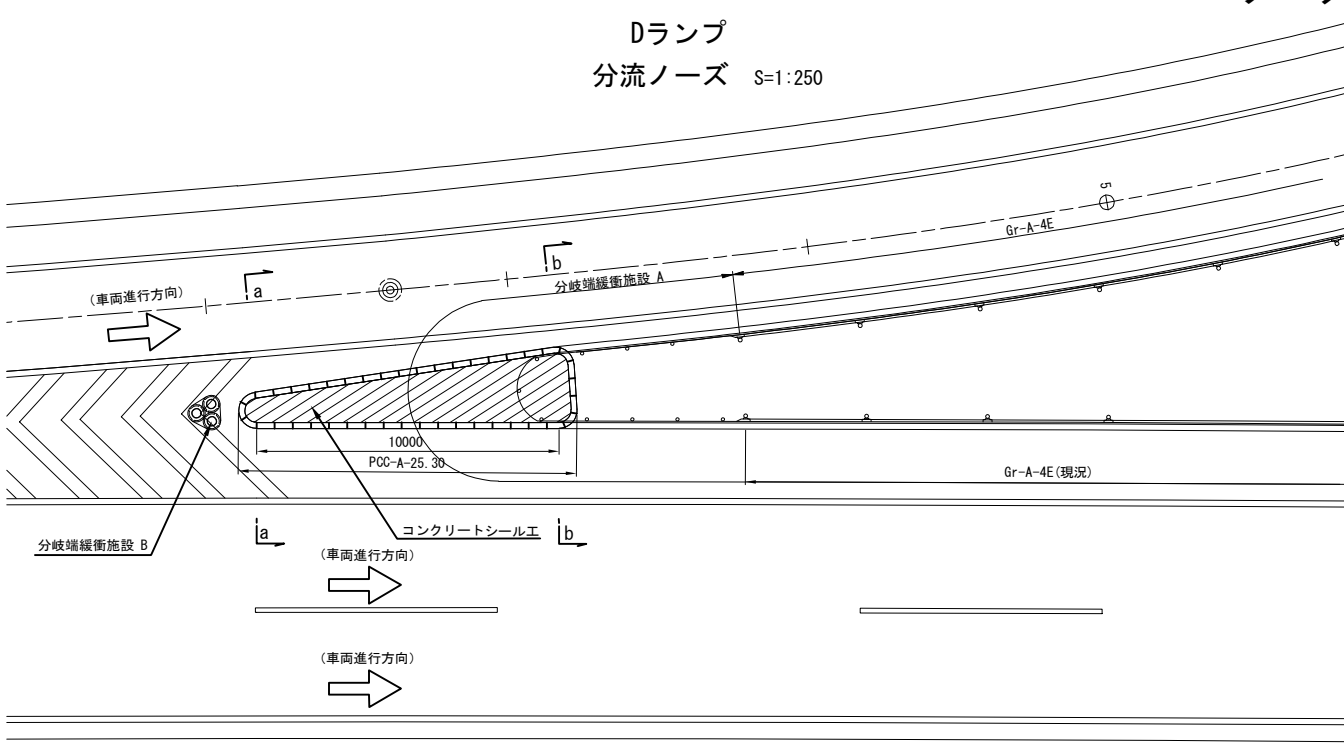 Dランプ
分流ノーズ S=1:250
5
Gr-A-4E
b
分岐端緩衝施設 A
a
(車両進行方向)
10000
PCC-A-25.30
Gr-A-4E(現況)
a
コンクリートシール工
b
分岐端緩衝施設 B
(車両進行方向)
(車両進行方向)